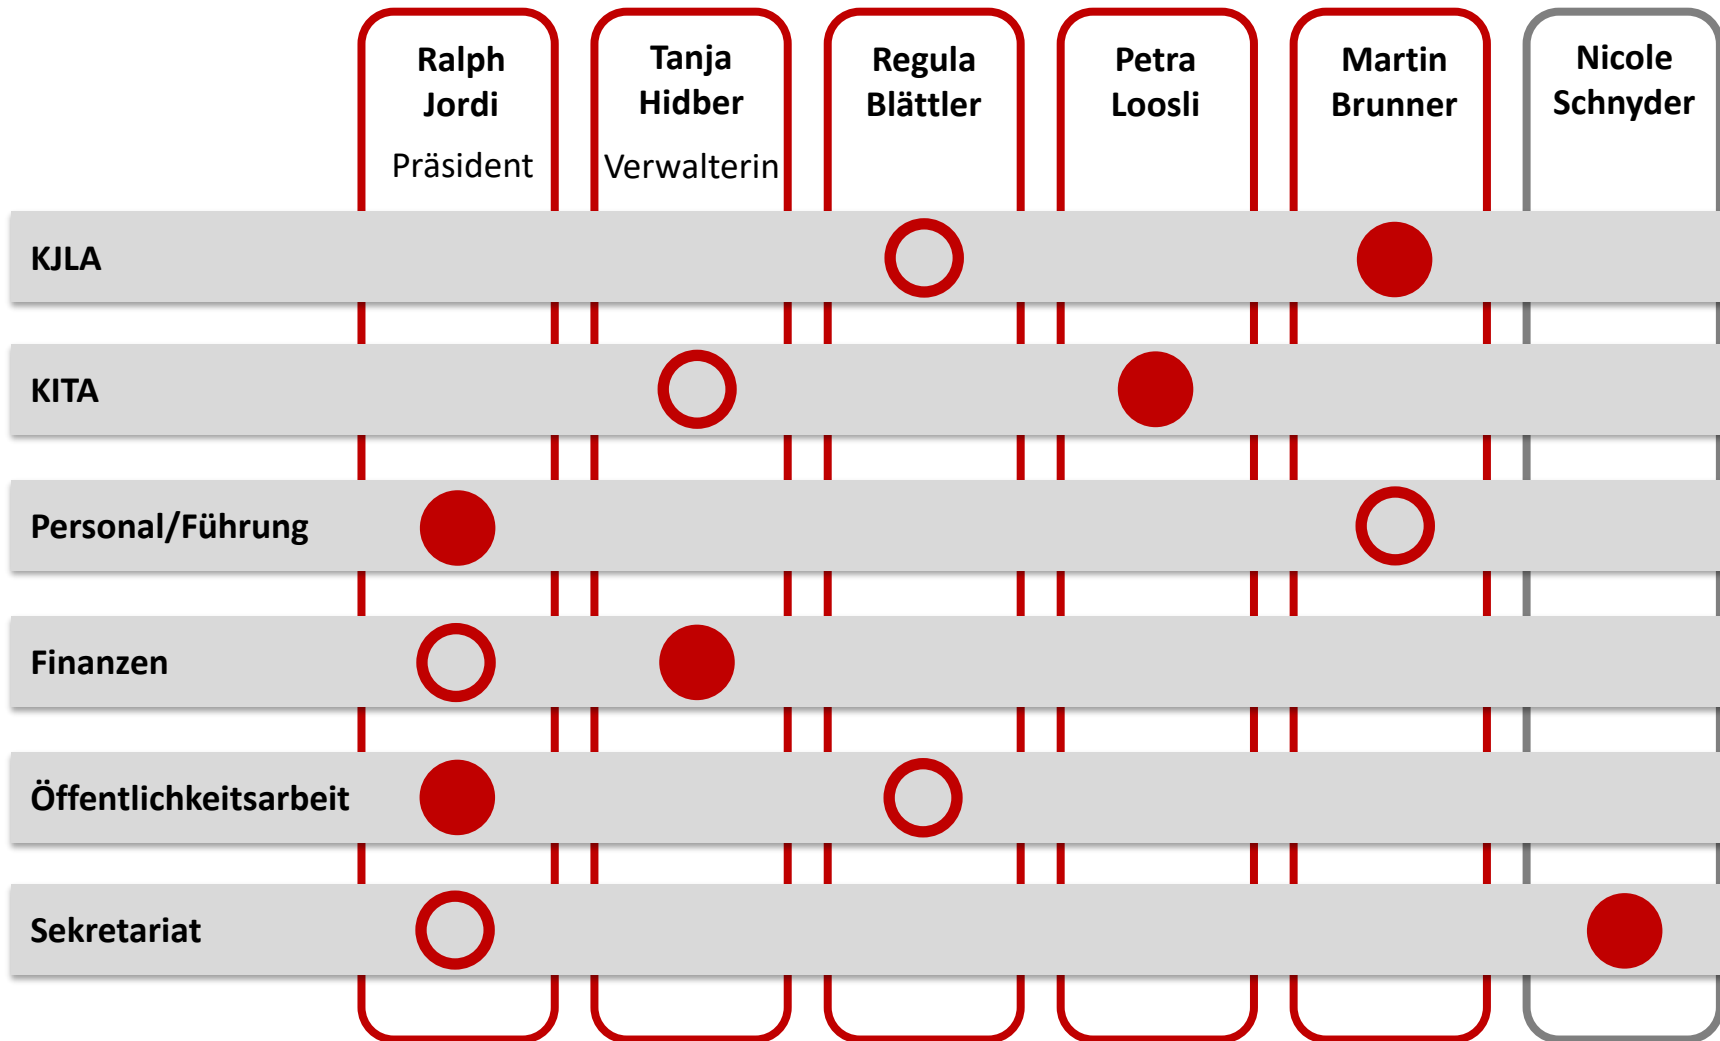 Ralph
Jordi
Präsident
Tanja
Hidber
Verwalterin
Regula
Blättler
Petra
Loosli
Martin
Brunner
Nicole
Schnyder
KJLA
KITA
Personal/Führung
Finanzen
Öffentlichkeitsarbeit
Sekretariat